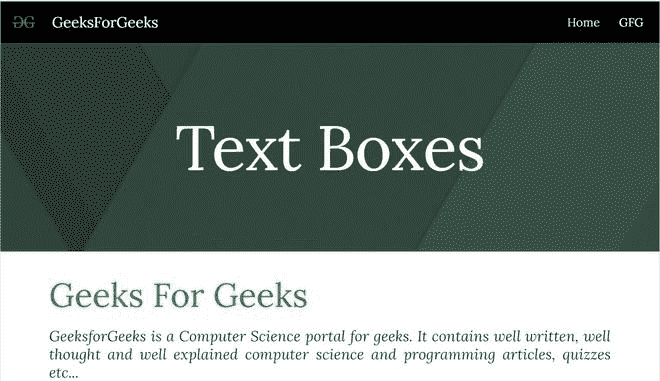 GeeksForGeeks
Home GFG
Text Boxes
Geeks For Geeks
GeeksforGeeks is a Computer Science portal for geeks. It contains well written, well
thought and well explained computer science and programming articles, quizzes
etc...